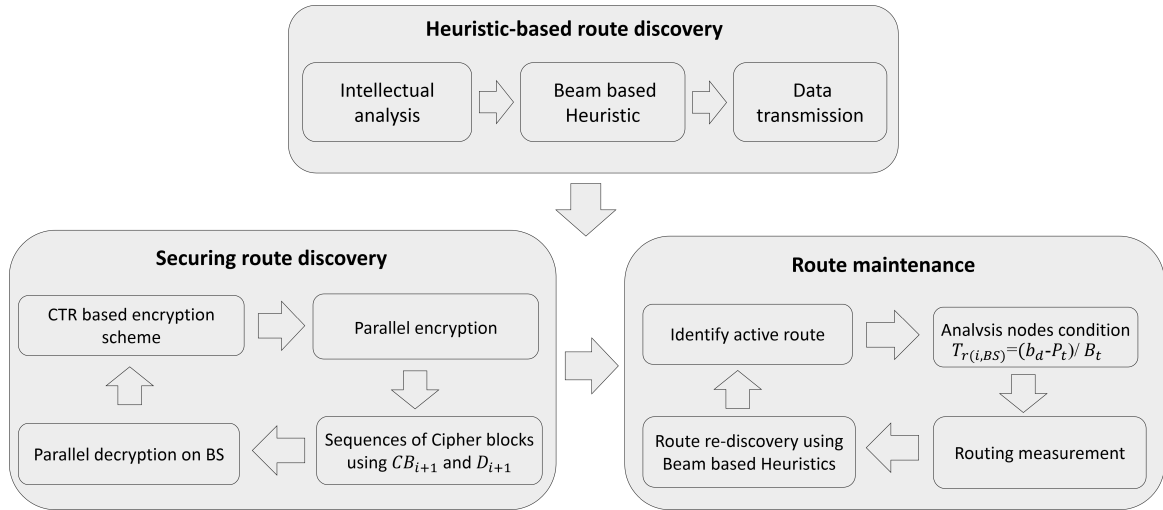 Heuristic-based route discovery
Intellectual
analysis
Beam based
Heuristic
Data
transmission
Securing route discovery
CTR based encryption
scheme
Parallel encryption
Parallel decryption on BS
Sequences of Cipher blocks
using CB_{i+1} and D_{i+1}
Route maintenance
Identify active route
Analvsis nodes condition
T_{r(i,BS)}=(b_d-P_t)/ B_t
Route re-discovery using
Beam based Heuristics
Routing measurement